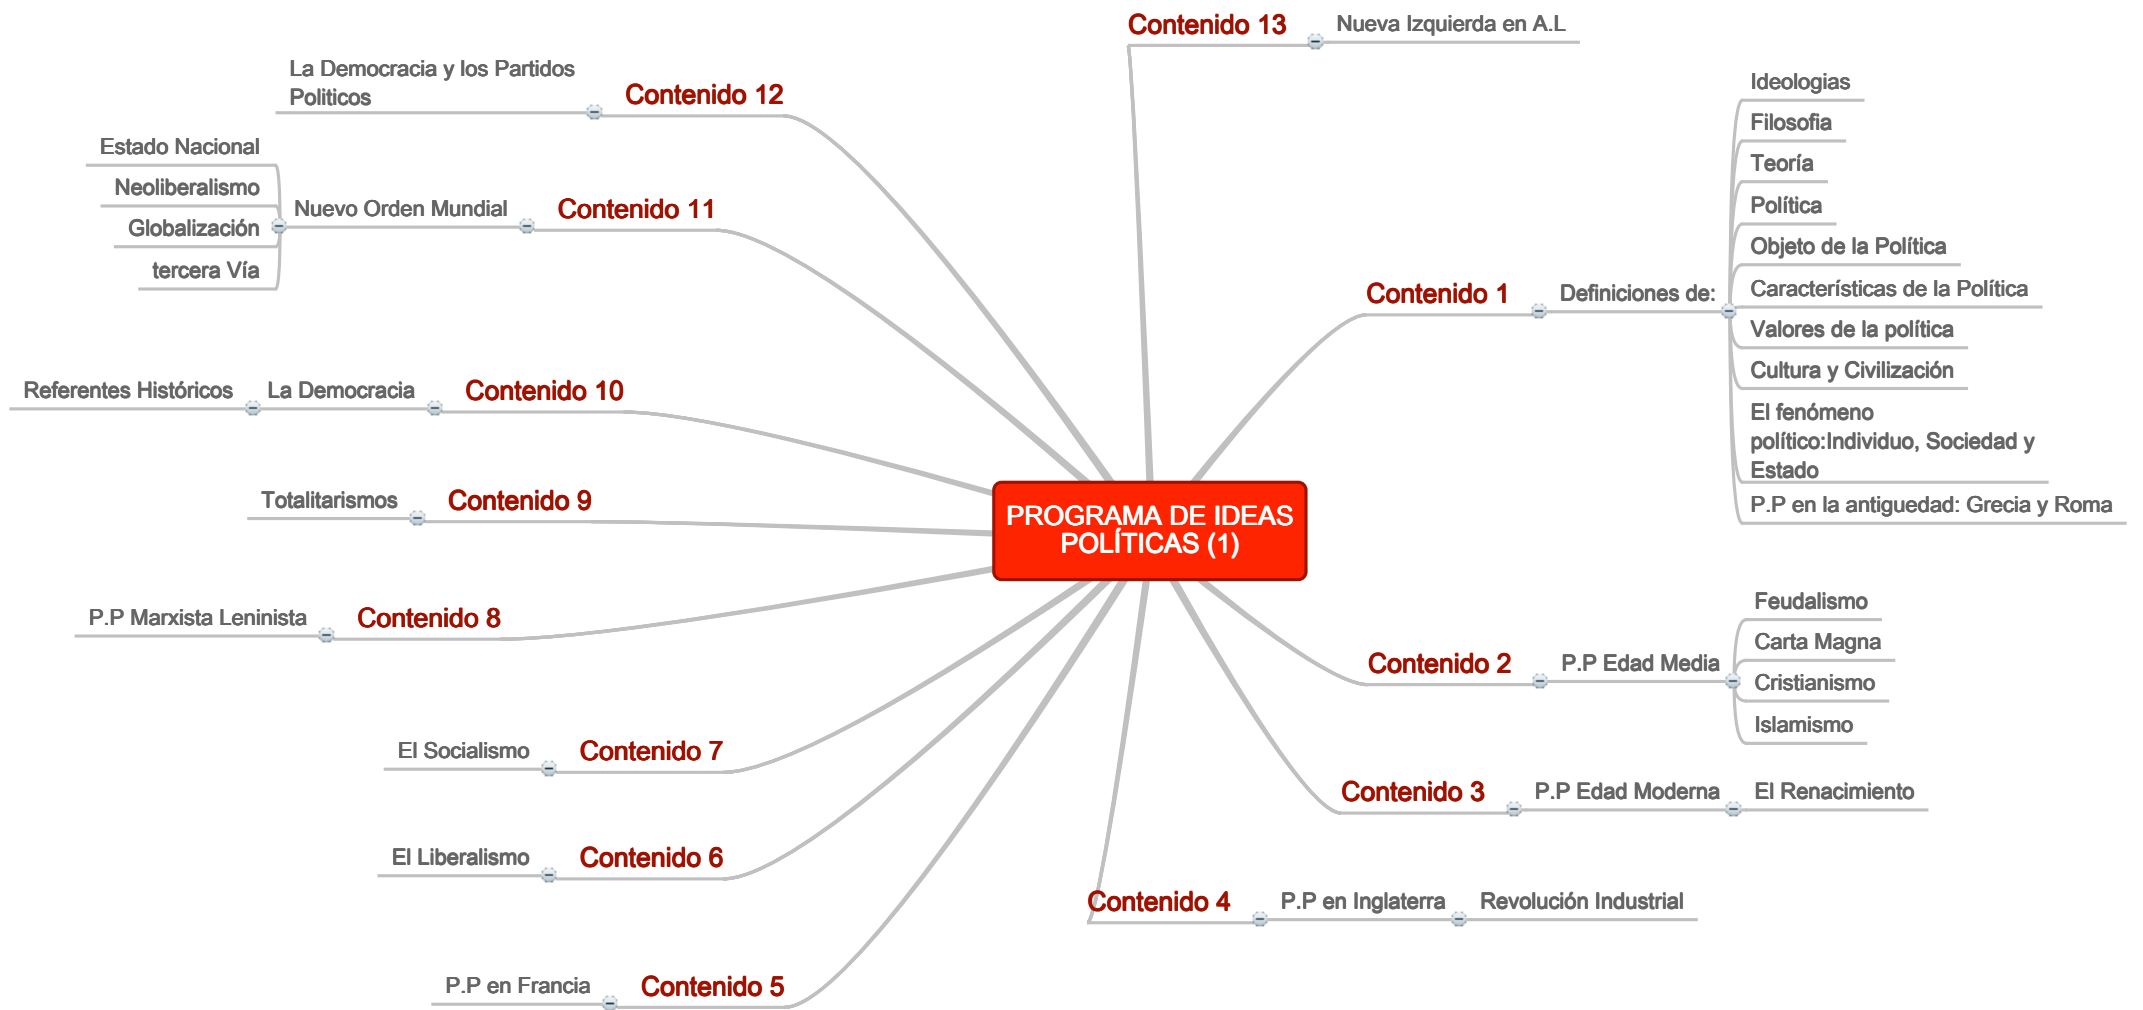 PROGRAMA DE IDEAS
POLÍTICAS (1)
Contenido 13
Nueva Izquierda en A.L
Contenido 1
Definiciones de:
Ideologias
Filosofia
Teoría
Política
Objeto de la Política
Características de la Política
Valores de la política
Cultura y Civilización
El fenómeno
político:Individuo, Sociedad y
Estado
P.P en la antiguedad: Grecia y Roma
Contenido 2
P.P Edad Media
Feudalismo
Carta Magna
Cristianismo
Islamismo
Contenido 3
P.P Edad Moderna
El Renacimiento
Contenido 4
P.P en Inglaterra
Revolución Industrial
Contenido 5
P.P en Francia
Contenido 6
El Liberalismo
Contenido 7
El Socialismo
Contenido 8
P.P Marxista Leninista
Contenido 9
Totalitarismos
Contenido 10
La Democracia
Referentes Históricos
Contenido 11
Nuevo Orden Mundial
Estado Nacional
Neoliberalismo
Globalización
tercera Vía
Contenido 12
La Democracia y los Partidos
Politicos